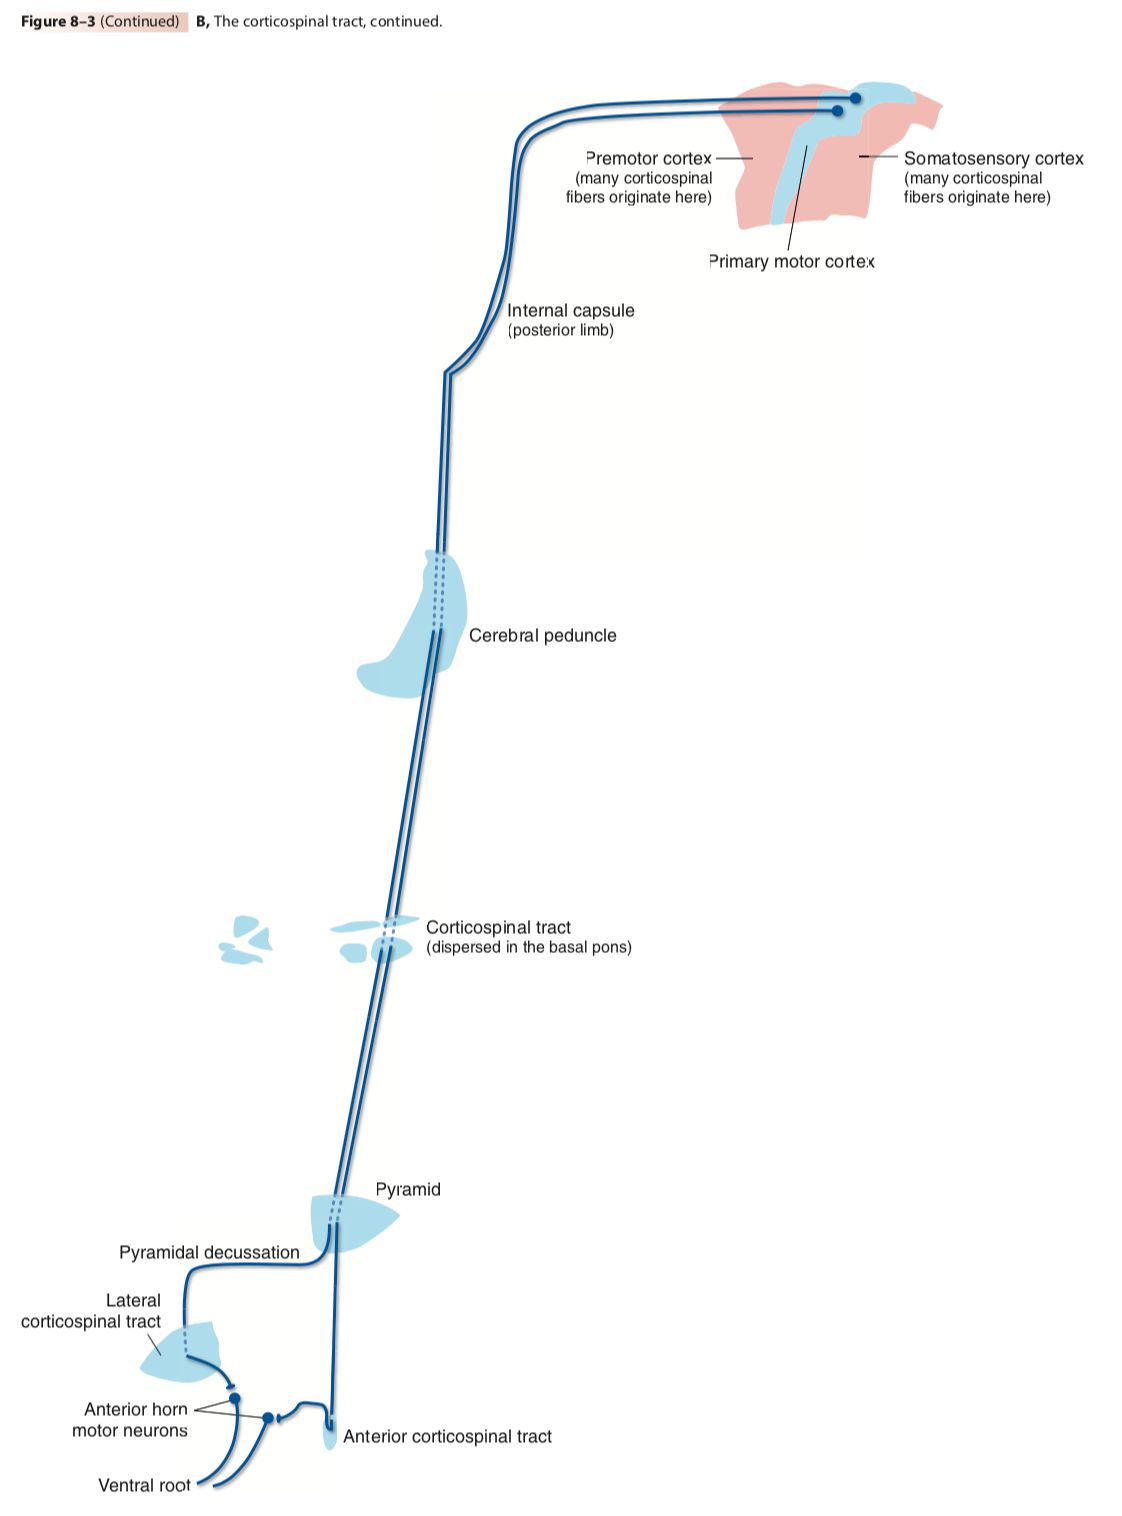 Figure 8–3 (Continued) B, The corticospinal tract, continued.
Premotor cortex
(many corticospinal
fibers originate here)
Somatosensory cortex
(many corticospinal
fibers originate here)
Primary motor cortex
Internal capsule
(posterior limb)
Cerebral peduncle
Corticospinal tract
(dispersed in the basal pons)
Pyramid
Pyramidal decussation
Lateral
corticospinal tract
Anterior horn
motor neurons
Anterior corticospinal tract
Ventral root